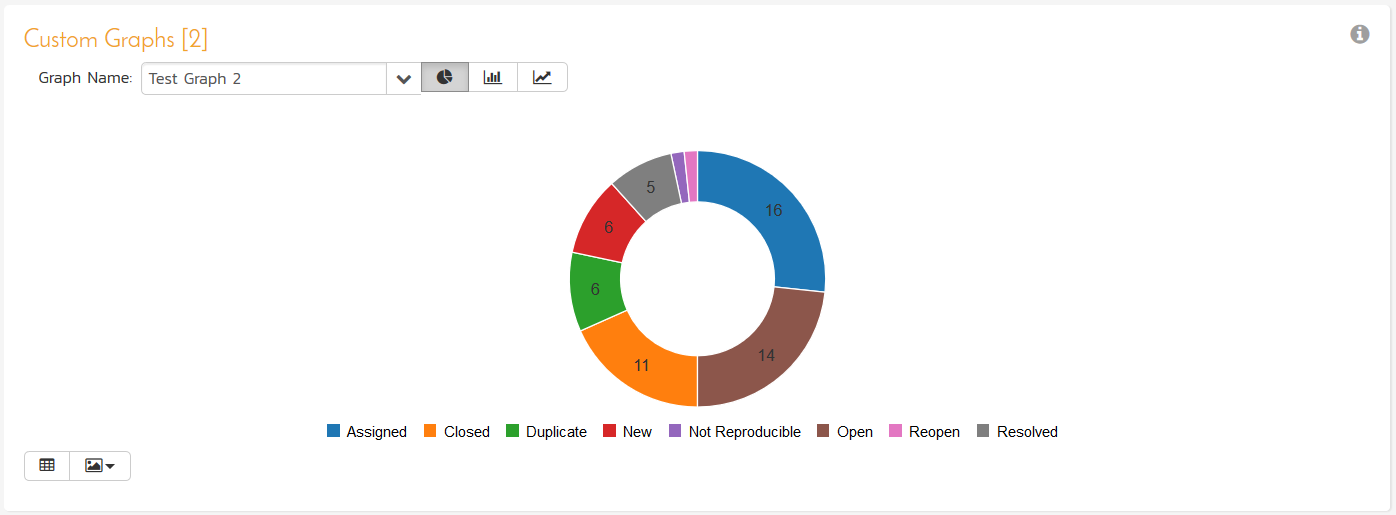 Custom Graphs [2]
Graph Name: Test Graph 2
16
5
6
6
14
11
Assigned Closed Duplicate New Not Reproducible Open Reopen Resolved